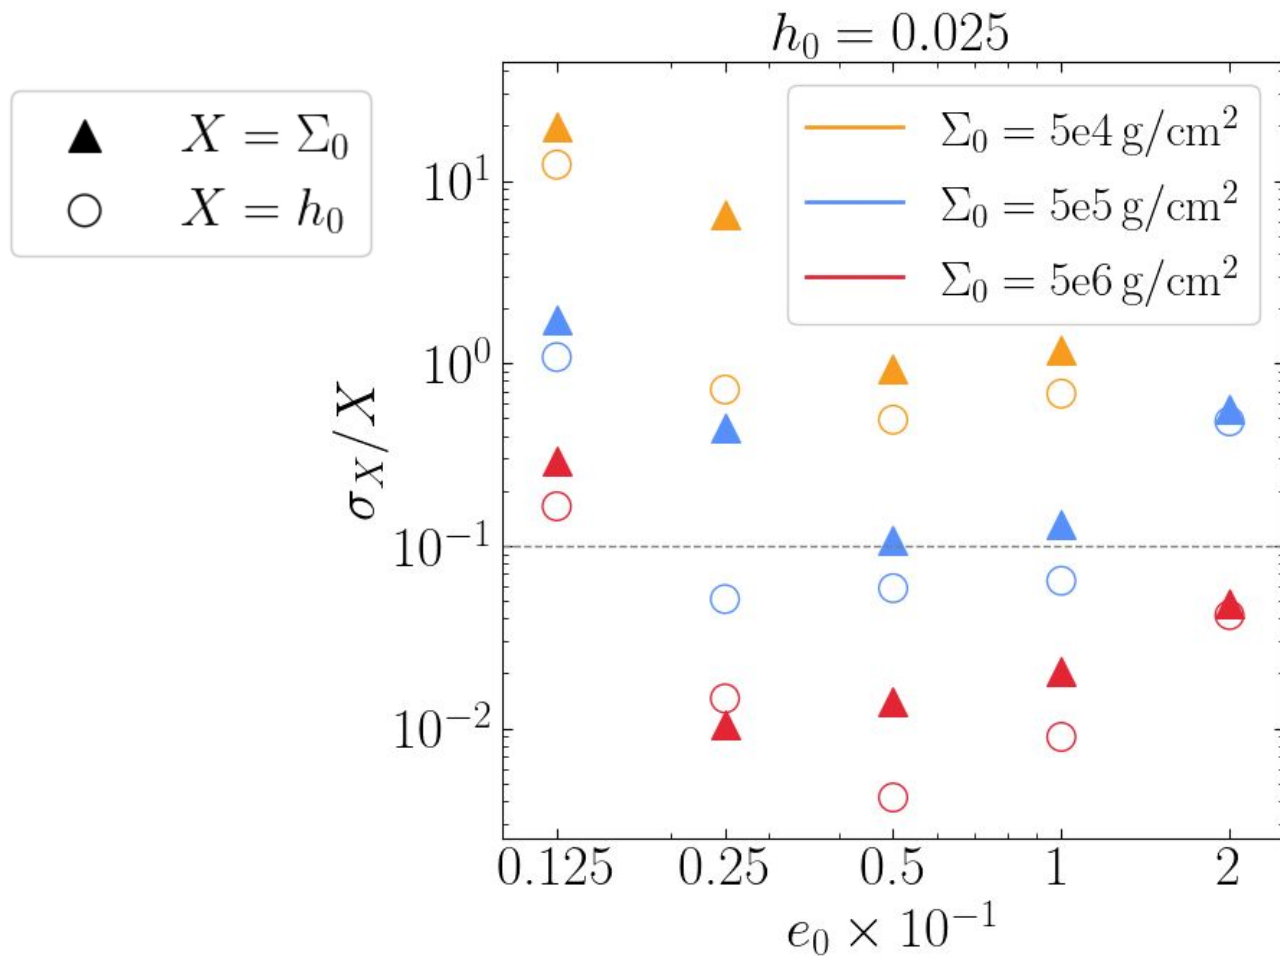 h₀ = 0.025
X = Σ₀
X = h₀
Σ₀ = 5e4 g/cm²
Σ₀ = 5e5 g/cm²
Σ₀ = 5e6 g/cm²
σ_X/X
10¹
10⁰
10⁻¹
10⁻²
0.125 0.25 0.5 1 2
e₀ × 10⁻¹